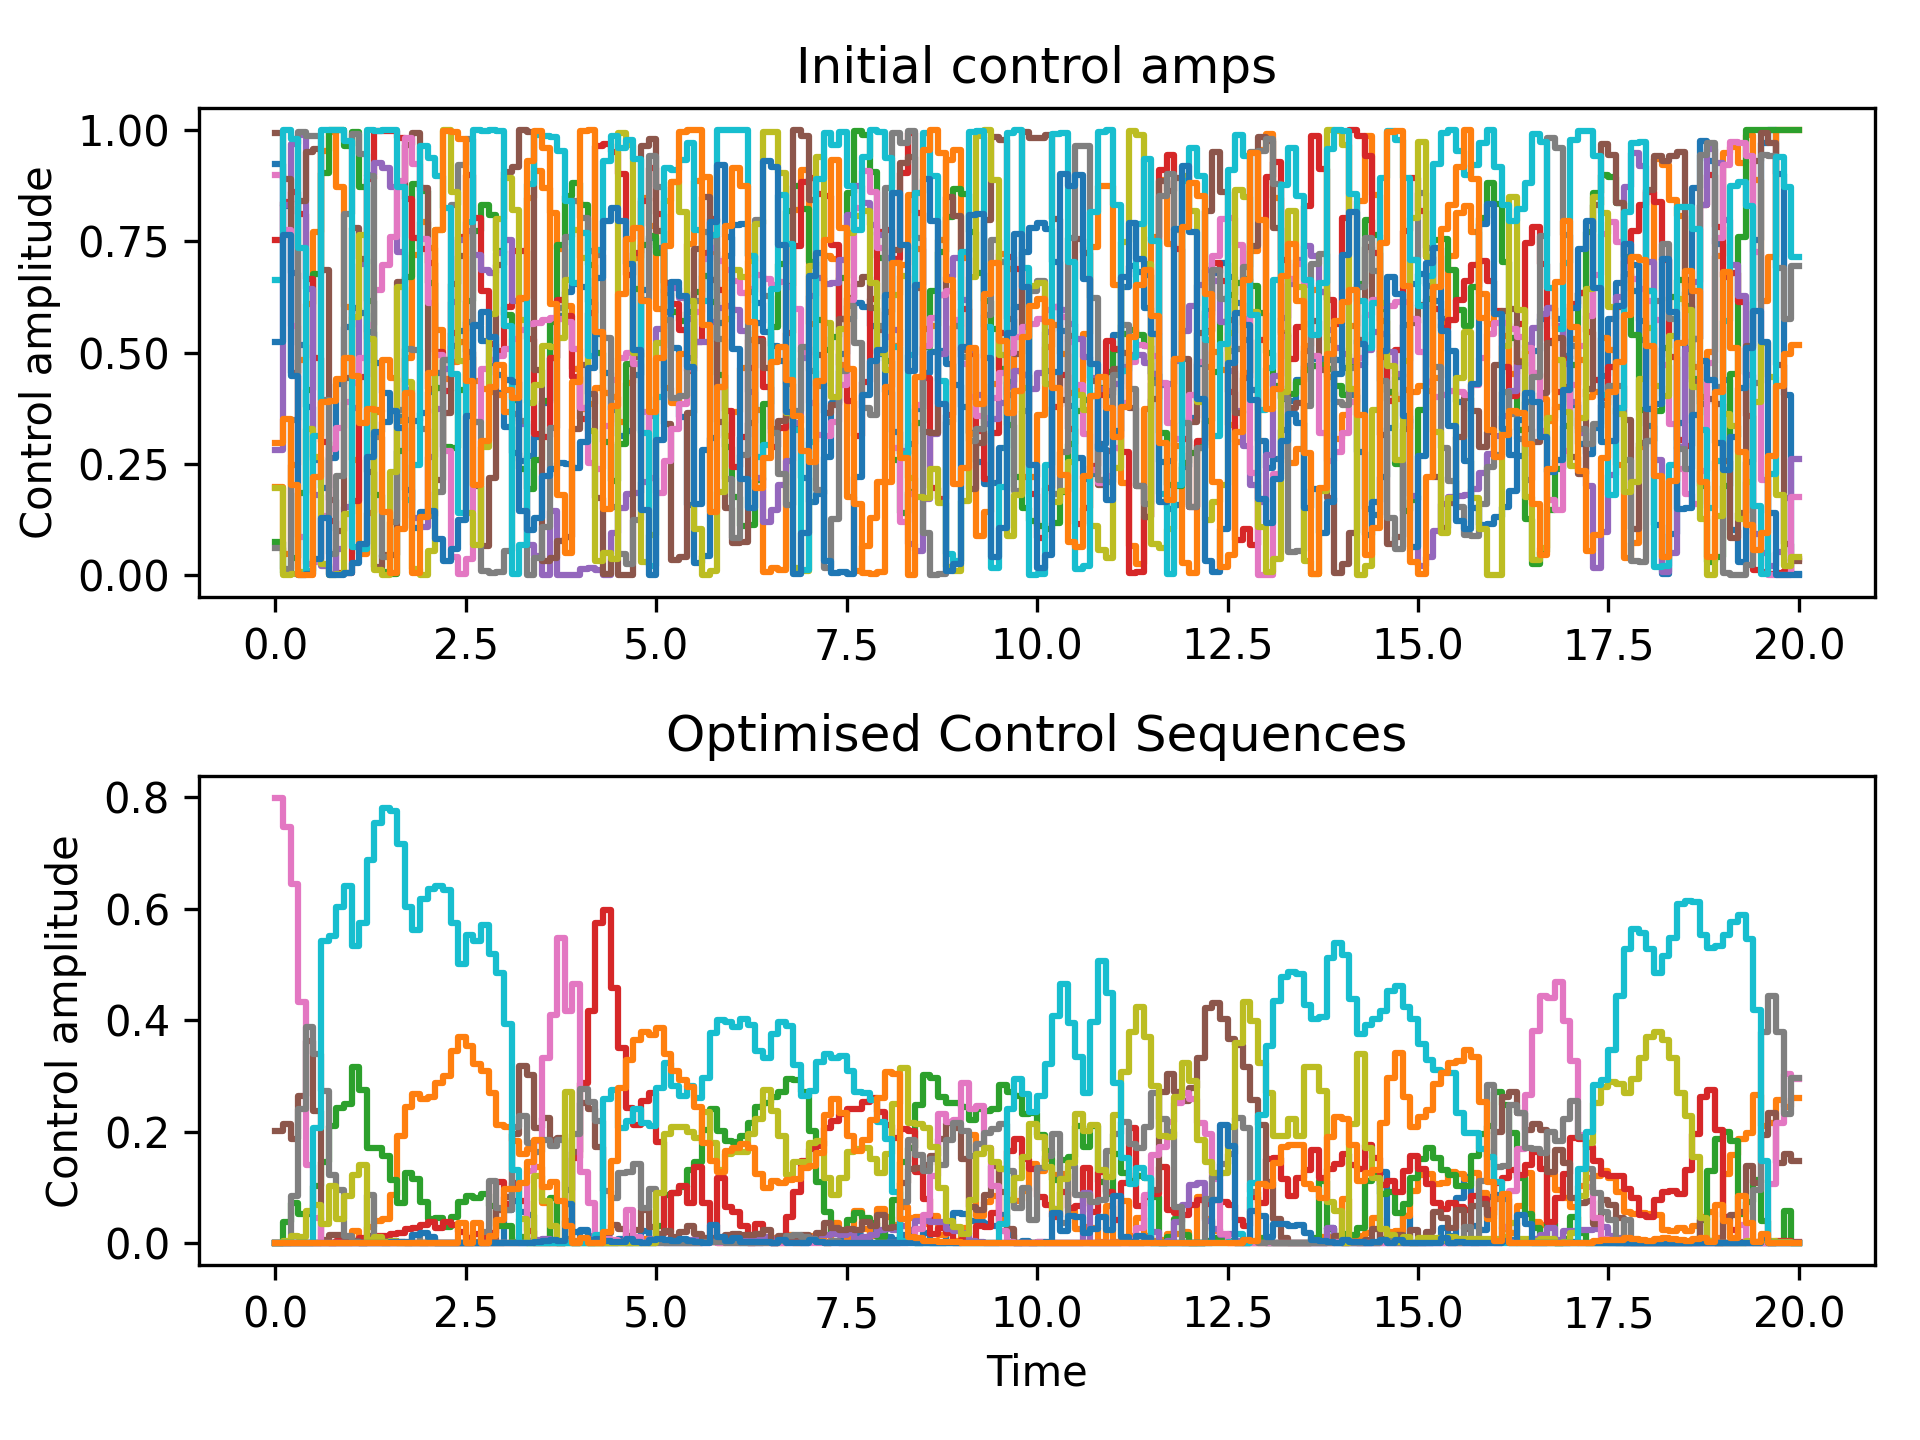 Initial control amps
Control amplitude
1.00
0.75
0.50
0.25
0.00
0.0 2.5 5.0 7.5 10.0 12.5 15.0 17.5 20.0
Optimised Control Sequences
Control amplitude
0.8
0.6
0.4
0.2
0.0
0.0 2.5 5.0 7.5 10.0 12.5 15.0 17.5 20.0
Time